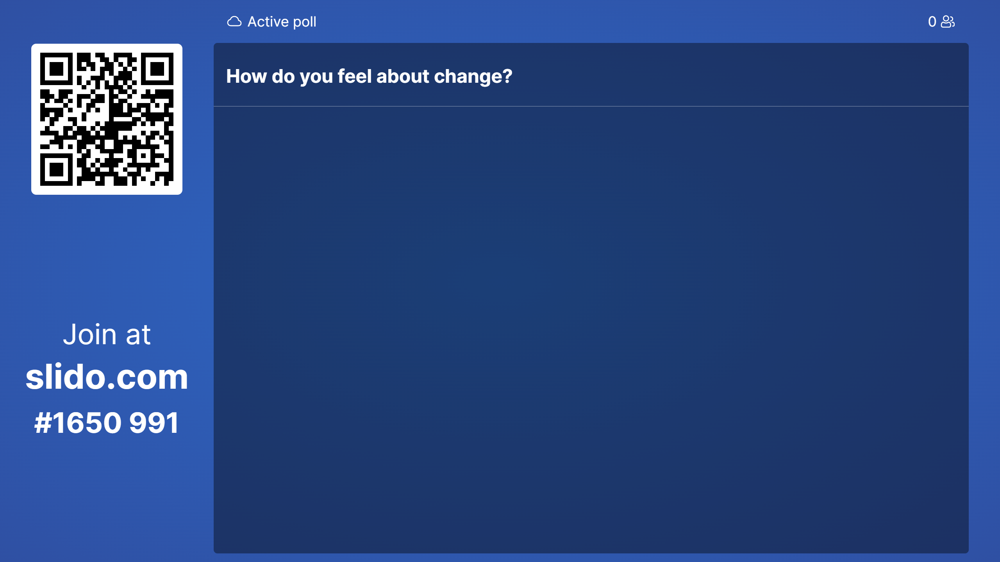 Active poll
0
How do you feel about change?
Join at
slido.com
#1650 991